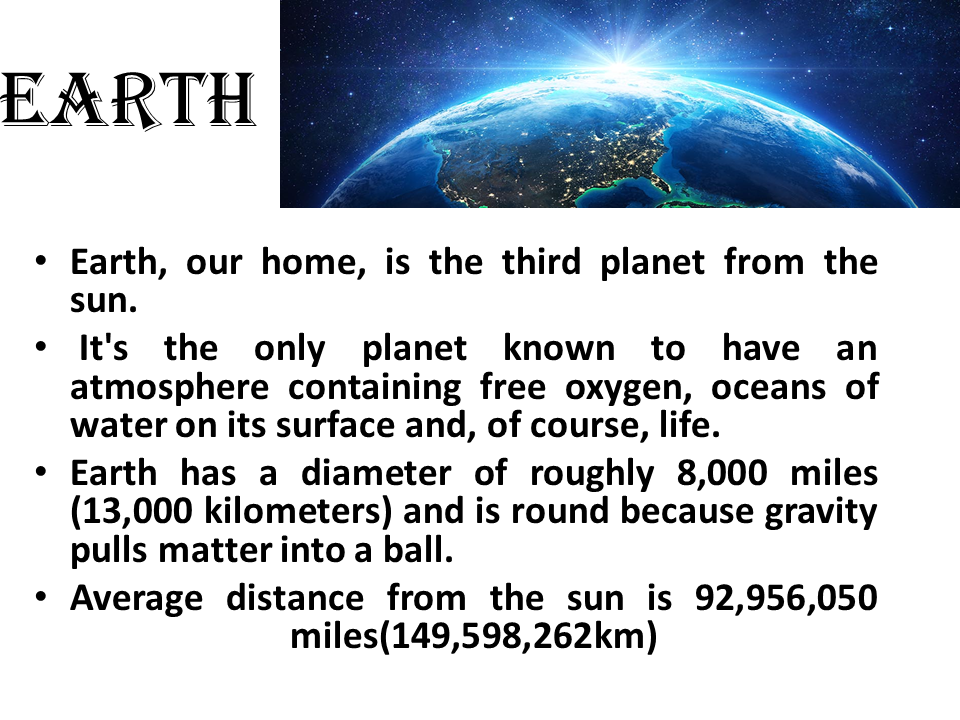 EARTH
• Earth, our home, is the third planet from the
sun.
• It's the only planet known to have an
atmosphere containing free oxygen, oceans of
water on its surface and, of course, life.
• Earth has a diameter of roughly 8,000 miles
(13,000 kilometers) and is round because gravity
pulls matter into a ball.
• Average distance from the sun is 92,956,050
miles(149,598,262km)